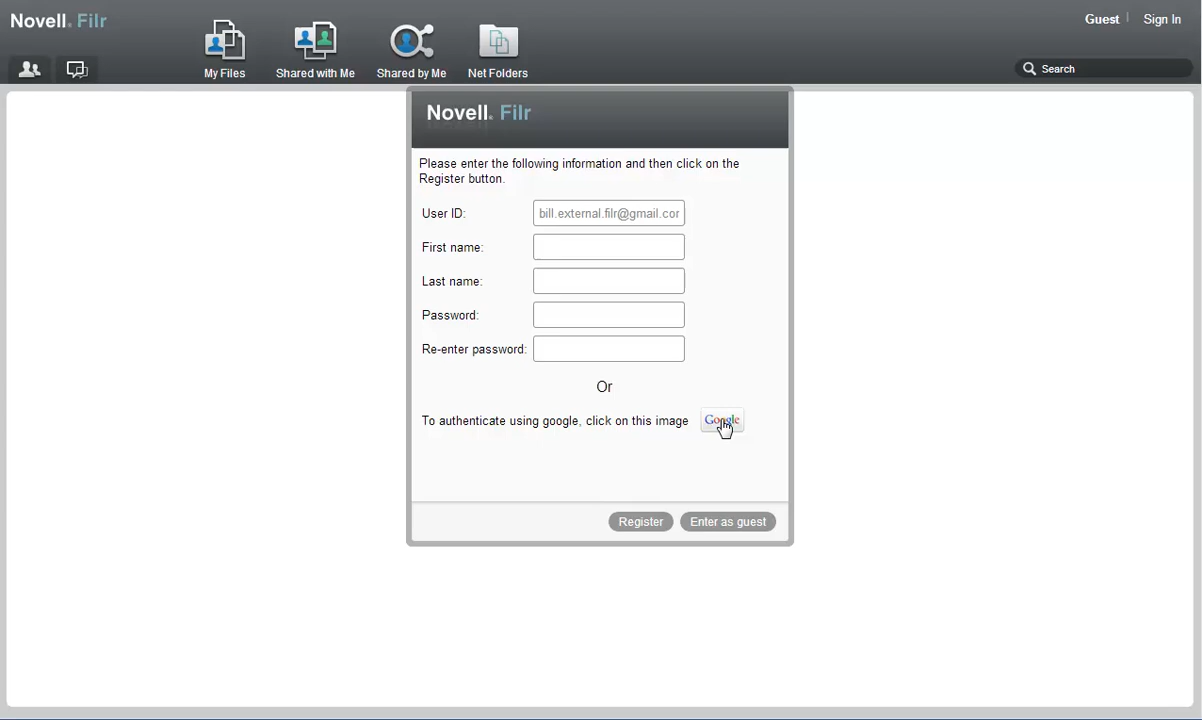 Novell Filr
Guest
Sign In
My Files
Shared with Me
Shared by Me
Net Folders
Search
Novell Filr
Please enter the following information and then click on the
Register button.
User ID: bill.external.filr@gmail.cor
First name:
Last name:
Password:
Re-enter password:
Or
To authenticate using google, click on this image Google
Register
Enter as guest